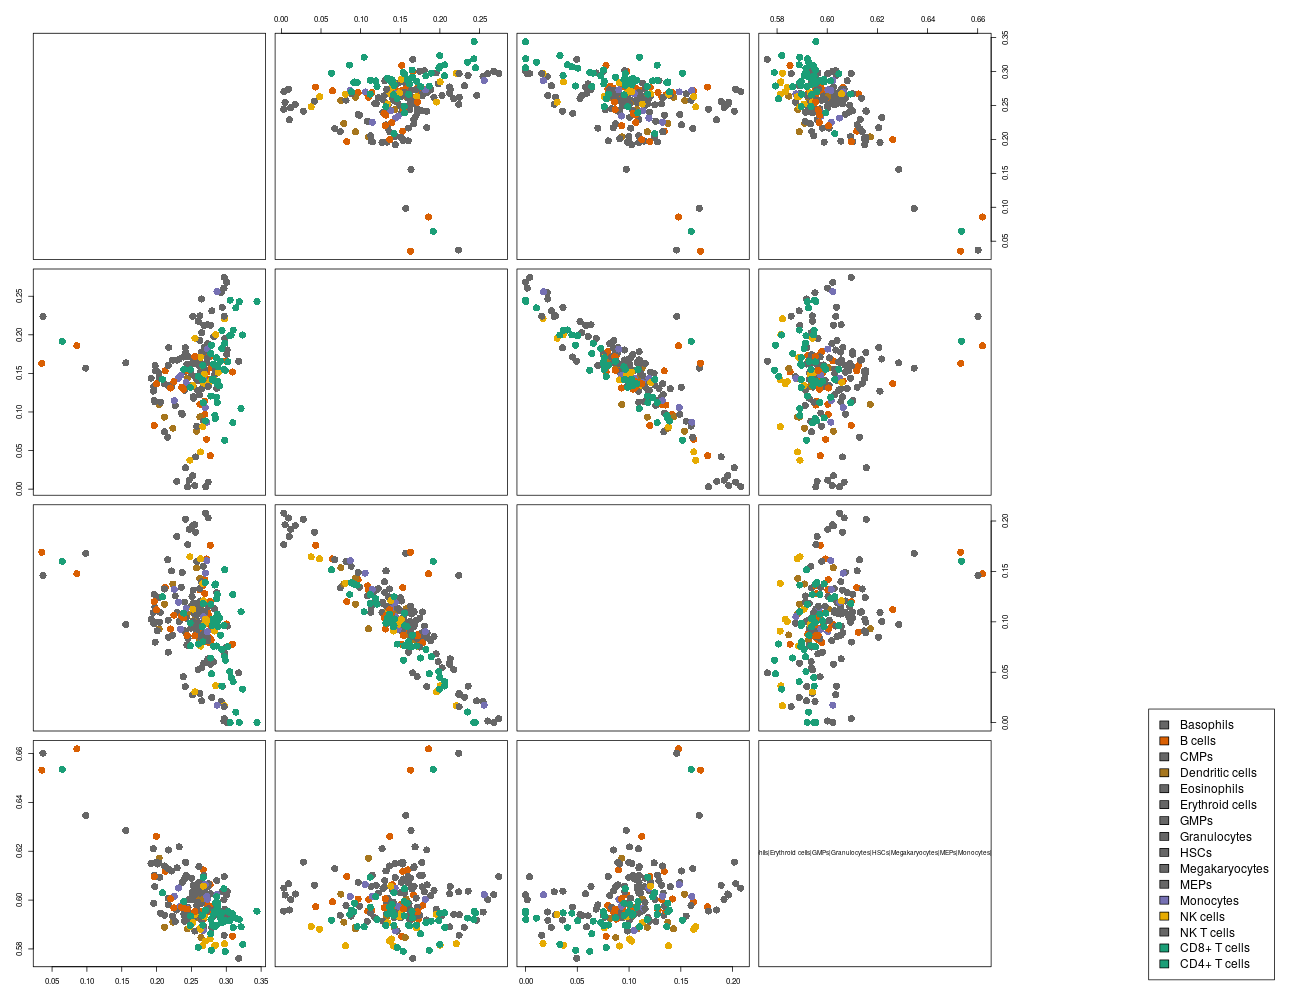 0.00 0.05 0.10 0.15 0.20 0.25
0.58 0.60 0.62 0.64 0.66
0.05 0.10 0.15 0.20 0.25 0.30 0.35
0.00 0.05 0.10 0.15 0.20 0.25
0.00 0.05 0.10 0.15 0.20
0.58 0.60 0.62 0.64 0.66
hils|Erythroid cells|GMPs|Granulocytes|HSCs|Megakaryocytes|MEPs|Monocytes|
0.05 0.10 0.15 0.20 0.25 0.30 0.35
0.00 0.05 0.10 0.15 0.20
Basophils
B cells
CMPs
Dendritic cells
Eosinophils
Erythroid cells
GMPs
Granulocytes
HSCs
Megakaryocytes
MEPs
Monocytes
NK cells
NK T cells
CD8+ T cells
CD4+ T cells